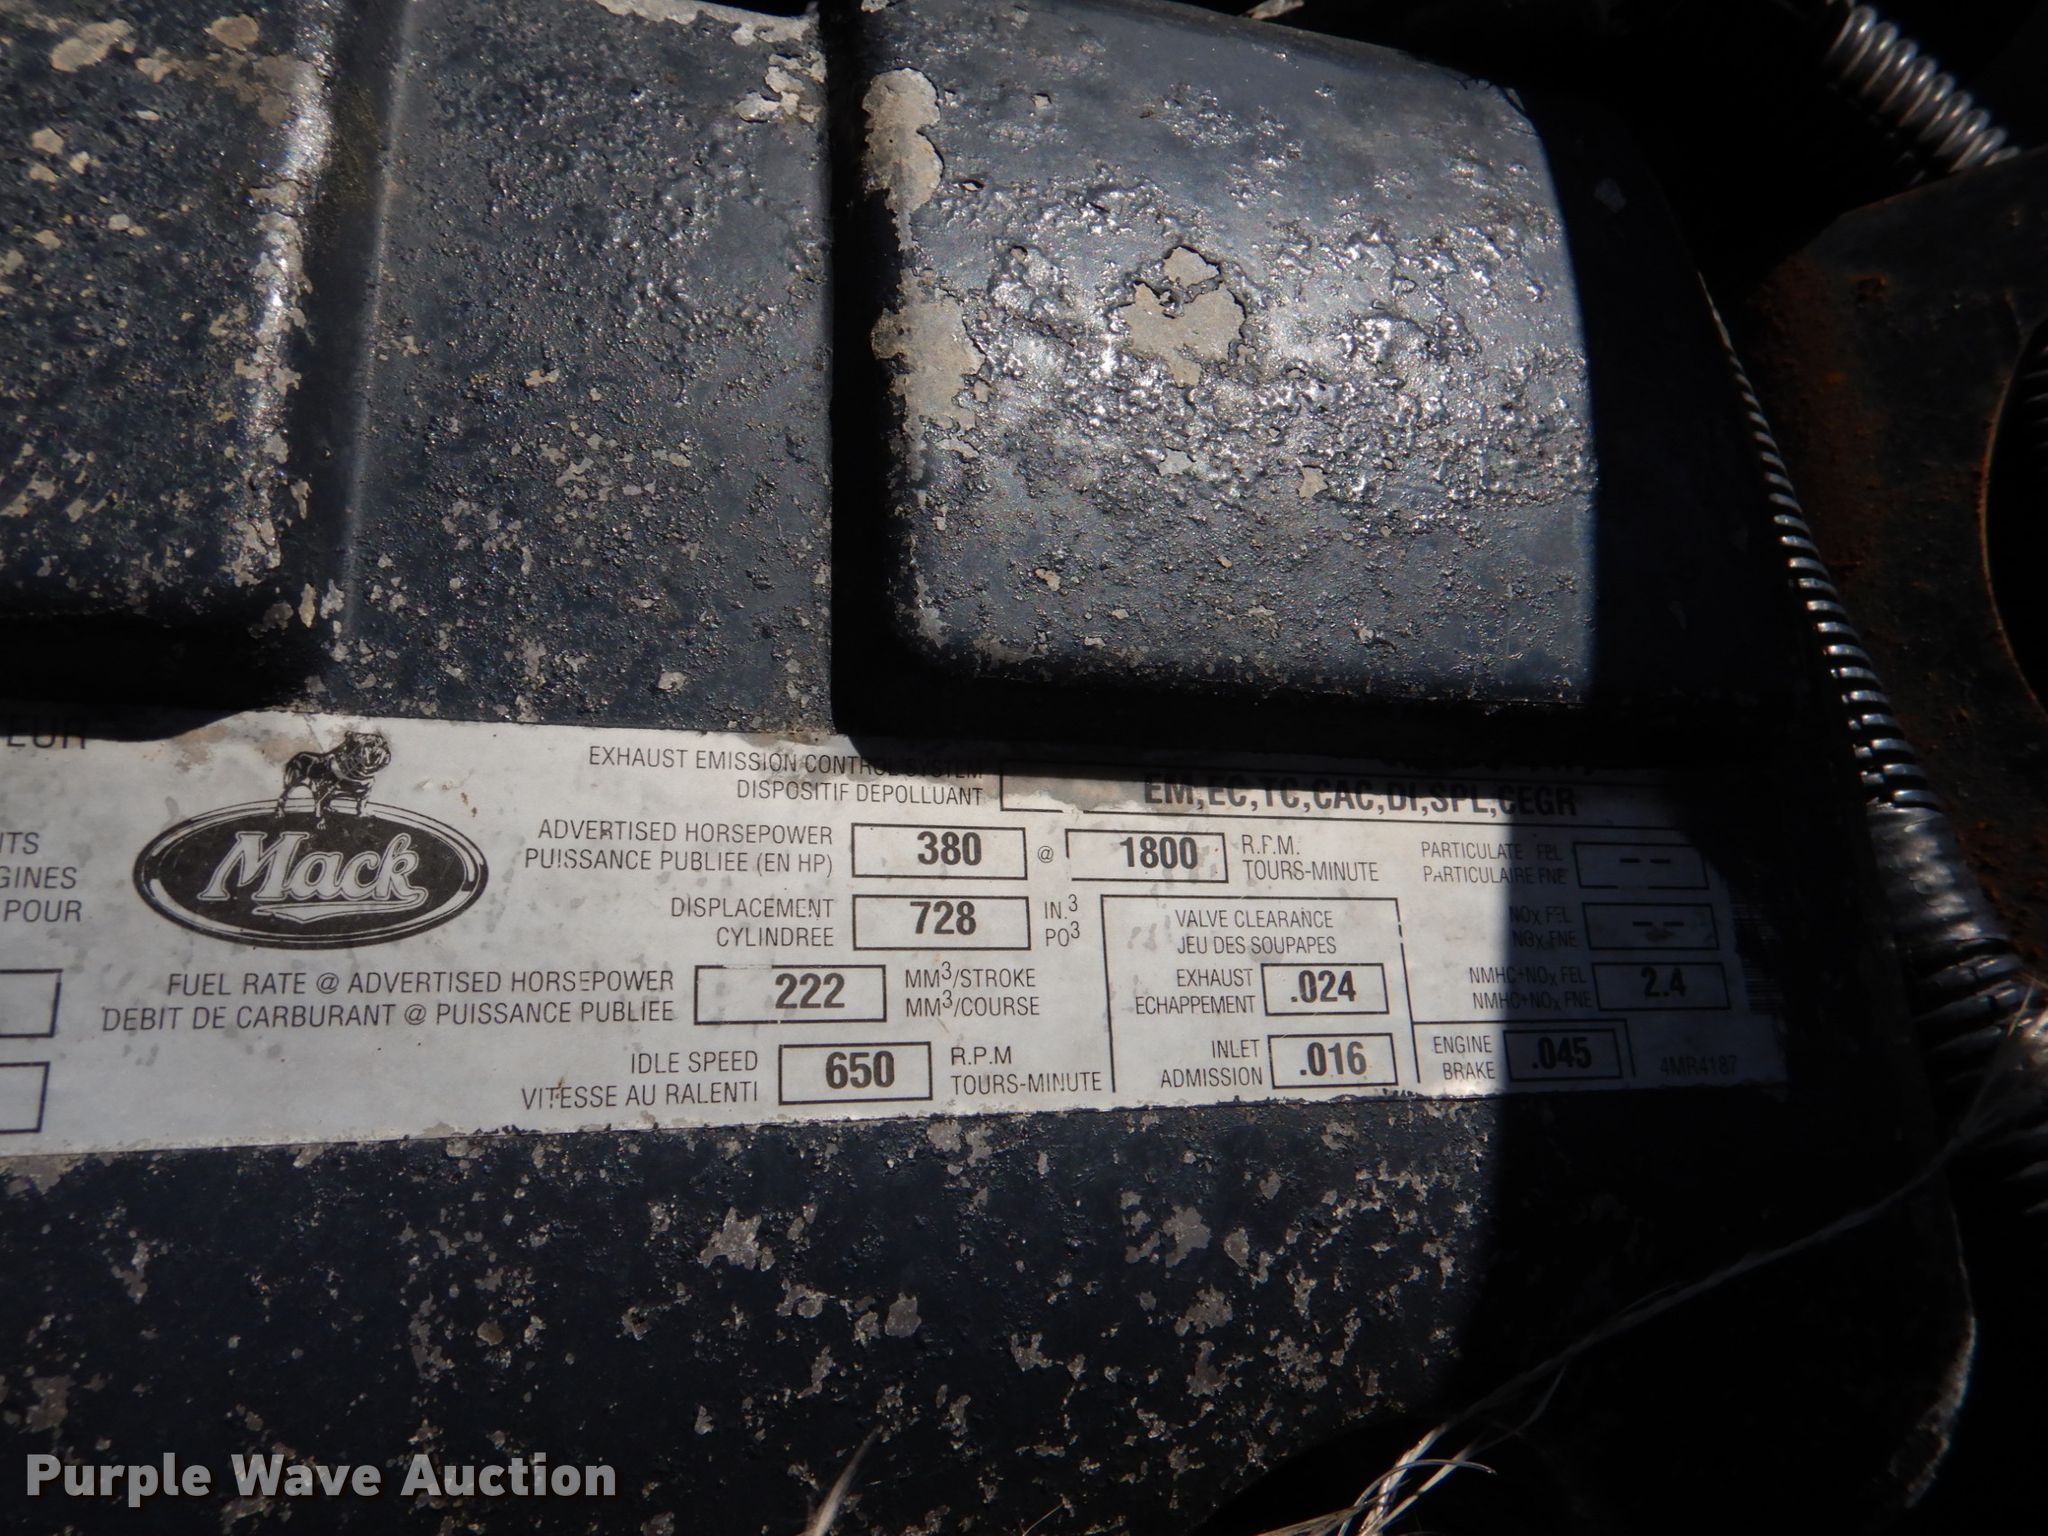 EUR
EXHAUST EMISSION CONTROL SYSTEM
DISPOSITIF DEPOLLUANT
EM,EC,TC,CAC,DI,SPL,CEGR
Mack
ADVERTISED HORSEPOWER
PUISSANCE PUBLIEE (EN HP)
380 @ 1800
R.P.M.
TOURS-MINUTE
PARTICULATE FEL
PARTICULAIRE FNE
--
TS
GINES
POUR
DISPLACEMENT
CYLINDREE
728
IN.3
PO3
VALVE CLEARANCE
JEU DES SOUPAPES
NOx FEL
NOx FNE
--
FUEL RATE @ ADVERTISED HORSEPOWER
DEBIT DE CARBURANT @ PUISSANCE PUBLIEE
222
MM3/STROKE
MM3/COURSE
EXHAUST
ECHAPPEMENT
.024
NMHC+NOx FEL
NMHC+NOx FNE
2.4
IDLE SPEED
VITESSE AU RALENTI
650
R.P.M
TOURS-MINUTE
INLET
ADMISSION
.016
ENGINE
BRAKE
.045
4MR4187
Purple Wave Auction